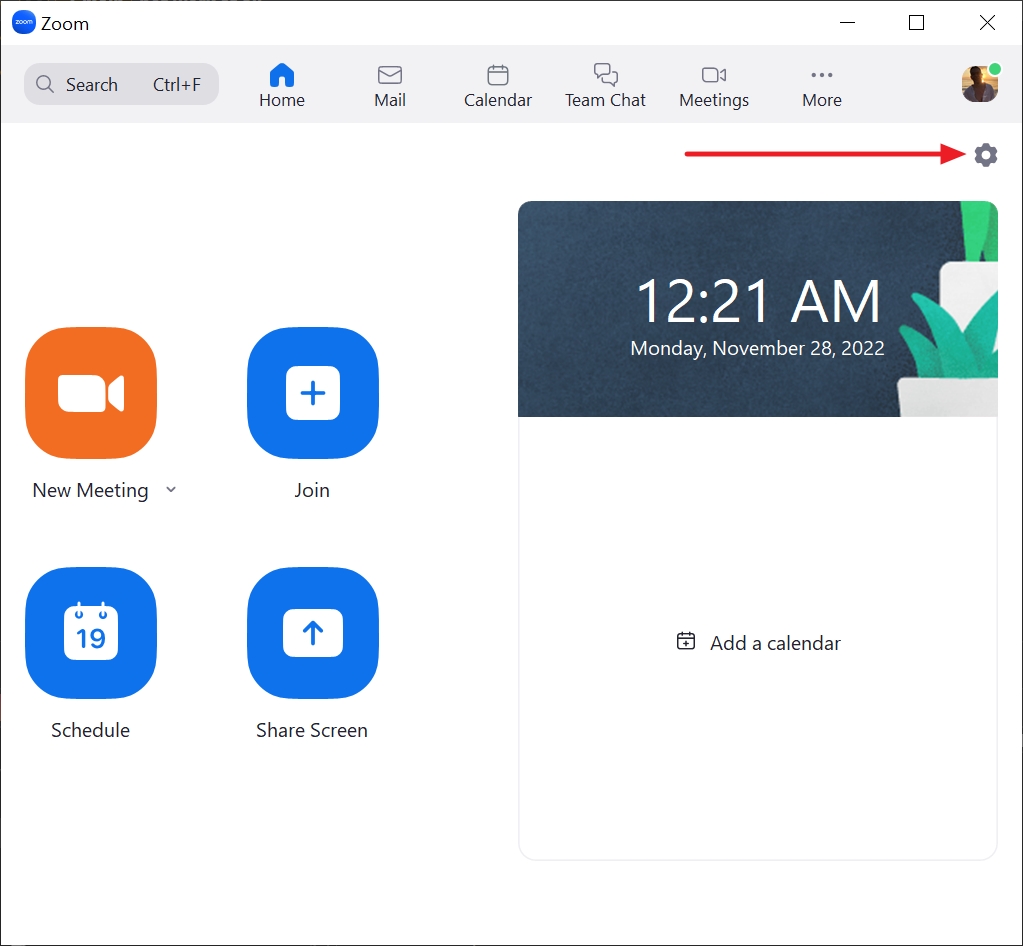 zoom Zoom
Search Ctrl+F
Home
Mail
Calendar
Team Chat
Meetings
More
12:21 AM
Monday, November 28, 2022
New Meeting
Join
19
Schedule
Share Screen
Add a calendar